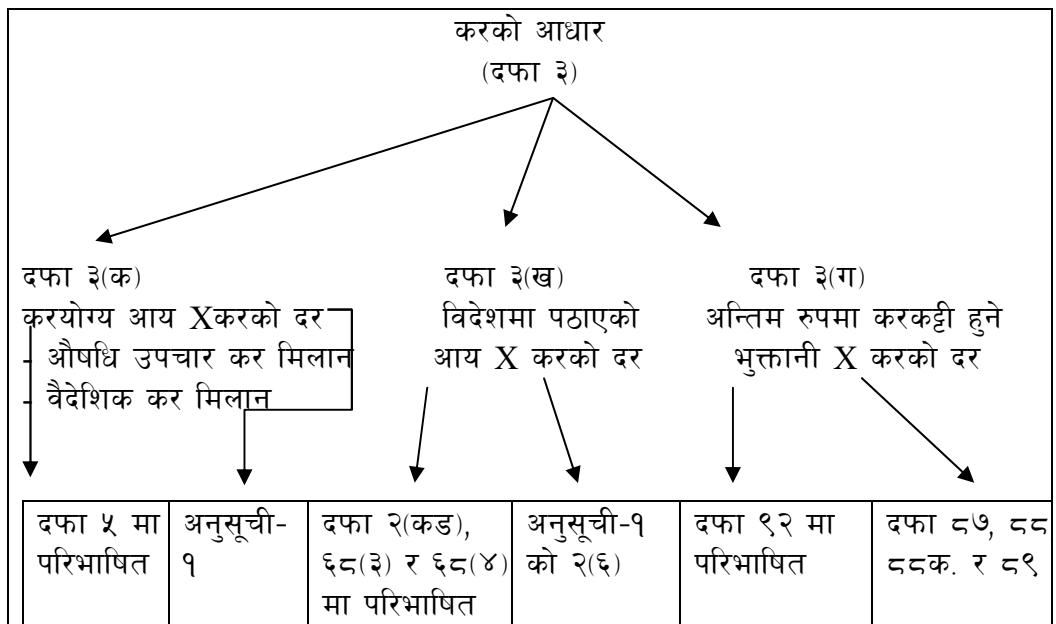 करको आधार
(दफा ३)
दफा ३(क)
करयोग्य आय Xकरको दर
- औषधि उपचार कर मिलान
- वैदेशिक कर मिलान
दफा ३(ख)
विदेशमा पठाएको
आय X करको दर
दफा ३(ग)
अन्तिम रुपमा करकट्टी हुने
भुक्तानी X करको दर
दफा ५ मा
परिभाषित
अनुसूची-
१
दफा २(कड),
६८(३) र ६८(४)
मा परिभाषित
अनुसूची-१
को २(६)
दफा ९२ मा
परिभाषित
दफा ८७, ८८
८८क. र ८९